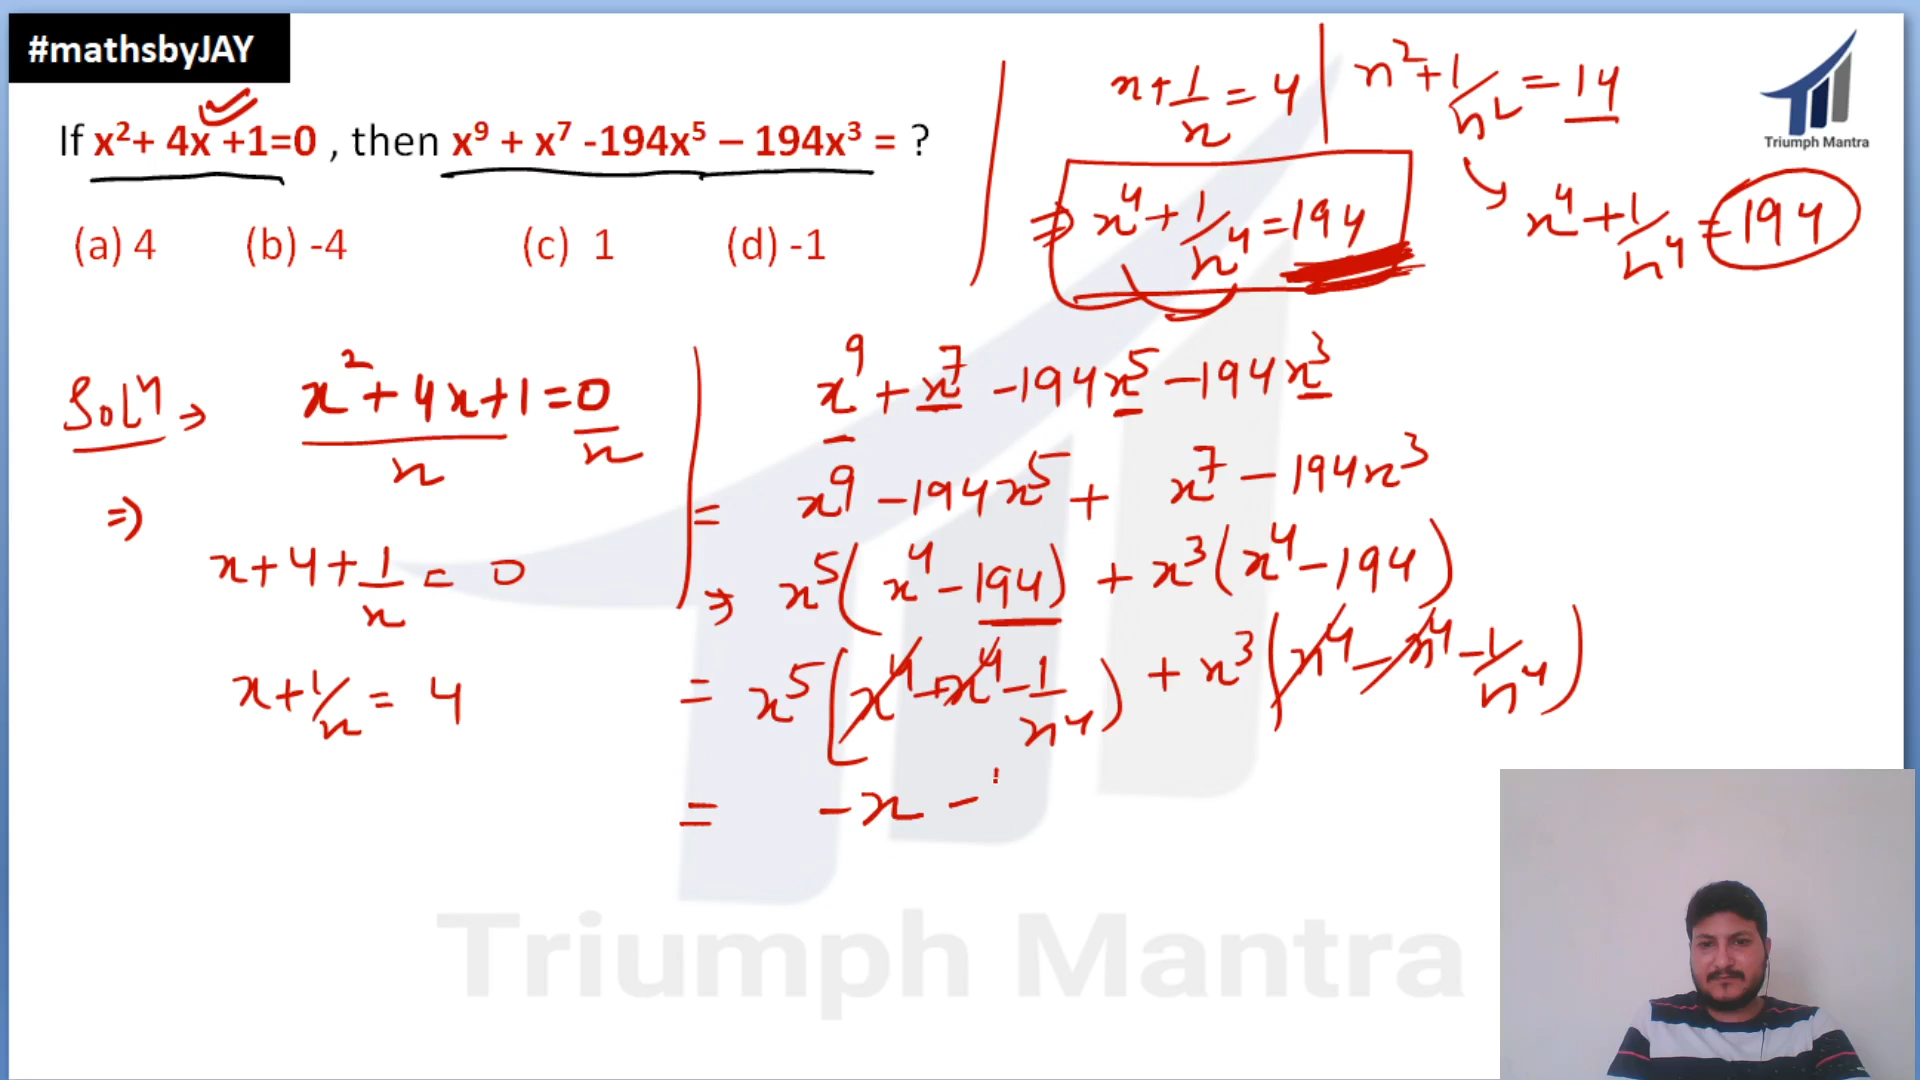 #mathsbyJAY
If x²+ 4x +1=0 , then x⁹ + x⁷ -194x⁵ – 194x³ = ?
(a) 4 (b) -4 (c) 1 (d) -1
x + 1/x = 4
x² + 1/x² = 14
⇒ x⁴ + 1/x⁴ = 194
x⁴ + 1/x⁴ = 194
Triumph Mantra
Solⁿ ⇒ x² + 4x + 1 / x = 0 / x
⇒
x + 4 + 1/x = 0
x + 1/x = 4
x⁹ + x⁷ - 194x⁵ - 194x³
= x⁹ - 194x⁵ + x⁷ - 194x³
⇒ x⁵ ( x⁴ - 194 ) + x³ ( x⁴ - 194 )
= x⁵ ( x⁴ - x⁴ - 1/x⁴ ) + x³ ( x⁴ - x⁴ - 1/x⁴ )
= -x -
Triumph Mantra